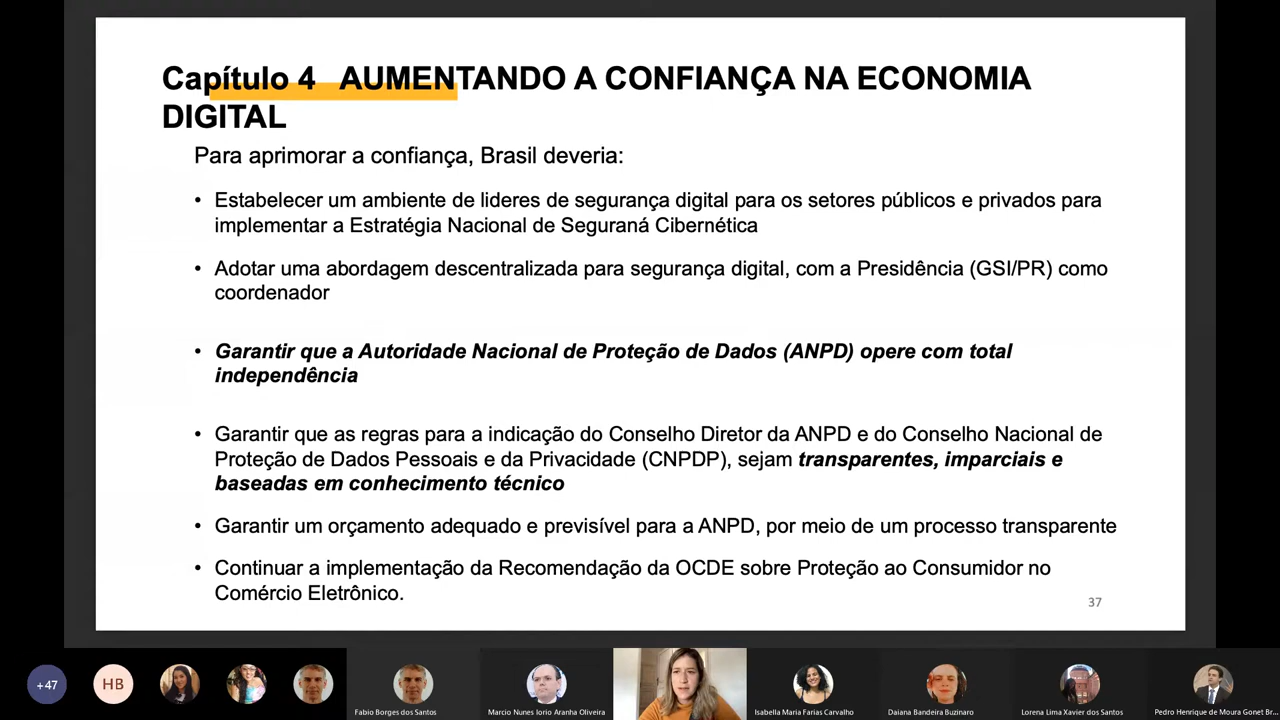 Capítulo 4 AUMENTANDO A CONFIANÇA NA ECONOMIA
DIGITAL
Para aprimorar a confiança, Brasil deveria:
• Estabelecer um ambiente de lideres de segurança digital para os setores públicos e privados para
implementar a Estratégia Nacional de Seguraná Cibernética
• Adotar uma abordagem descentralizada para segurança digital, com a Presidência (GSI/PR) como
coordenador
• Garantir que a Autoridade Nacional de Proteção de Dados (ANPD) opere com total
independência
• Garantir que as regras para a indicação do Conselho Diretor da ANPD e do Conselho Nacional de
Proteção de Dados Pessoais e da Privacidade (CNPDP), sejam transparentes, imparciais e
baseadas em conhecimento técnico
• Garantir um orçamento adequado e previsível para a ANPD, por meio de um processo transparente
• Continuar a implementação da Recomendação da OCDE sobre Proteção ao Consumidor no
Comércio Eletrônico.
37
+47
HB
Fabio Borges dos Santos
Marcio Nunes Iorio Aranha Oliveira
Isabella Maria Farias Carvalho
Daiana Bandeira Buzinaro
Lorena Lima Xavier dos Santos
Pedro Henrique de Moura Gonet Br...